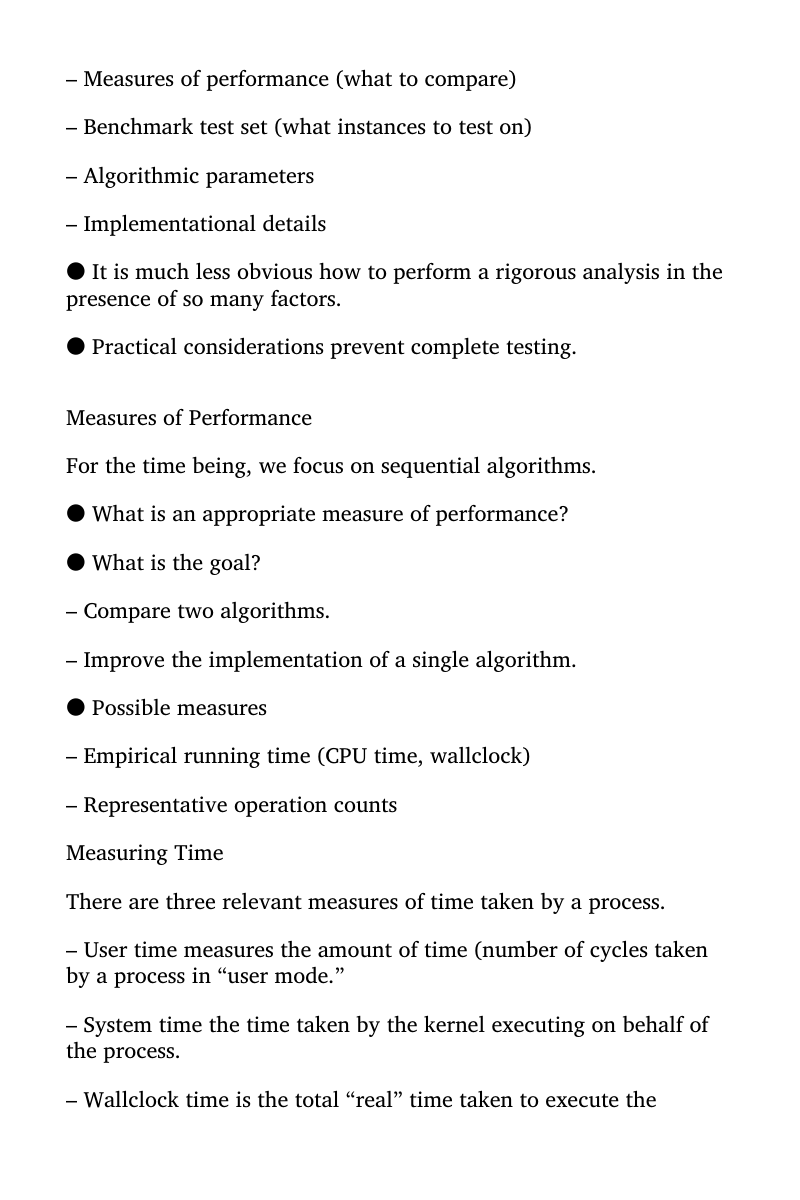 – Measures of performance (what to compare)
– Benchmark test set (what instances to test on)
– Algorithmic parameters
– Implementational details
● It is much less obvious how to perform a rigorous analysis in the
presence of so many factors.
● Practical considerations prevent complete testing.
Measures of Performance
For the time being, we focus on sequential algorithms.
● What is an appropriate measure of performance?
● What is the goal?
– Compare two algorithms.
– Improve the implementation of a single algorithm.
● Possible measures
– Empirical running time (CPU time, wallclock)
– Representative operation counts
Measuring Time
There are three relevant measures of time taken by a process.
– User time measures the amount of time (number of cycles taken
by a process in “user mode.”
– System time the time taken by the kernel executing on behalf of
the process.
– Wallclock time is the total “real” time taken to execute the